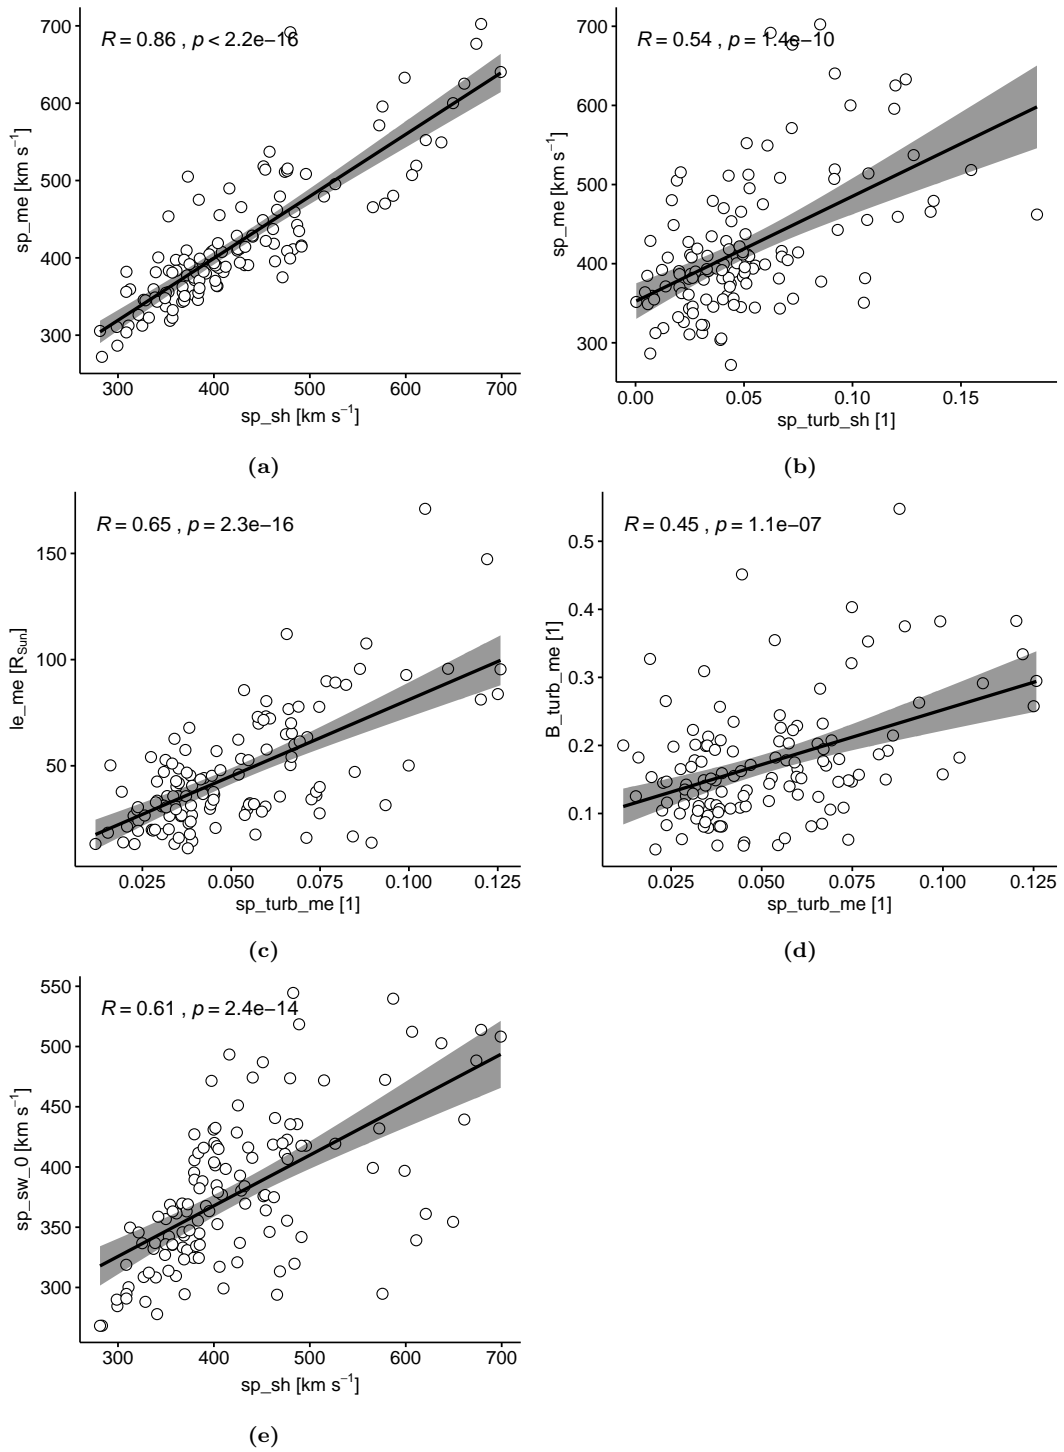 R = 0.86 , p < 2.2e−16
700
600
500
400
300
sp_me [km s⁻¹]
300 400 500 600 700
sp_sh [km s⁻¹]
(a)
R = 0.54 , p = 1.4e−10
700
600
500
400
300
sp_me [km s⁻¹]
0.00 0.05 0.10 0.15
sp_turb_sh [1]
(b)
R = 0.65 , p = 2.3e−16
150
100
50
le_me [R_Sun]
0.025 0.050 0.075 0.100 0.125
sp_turb_me [1]
(c)
R = 0.45 , p = 1.1e−07
0.5
0.4
0.3
0.2
0.1
B_turb_me [1]
0.025 0.050 0.075 0.100 0.125
sp_turb_me [1]
(d)
R = 0.61 , p = 2.4e−14
550
500
450
400
350
300
sp_sw_0 [km s⁻¹]
300 400 500 600 700
sp_sh [km s⁻¹]
(e)